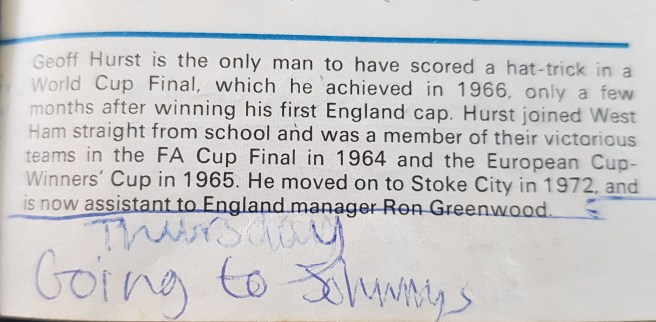 Geoff Hurst is the only man to have scored a hat-trick in a
World Cup Final, which he achieved in 1966, only a few
months after winning his first England cap. Hurst joined West
Ham straight from school and was a member of their victorious
teams in the FA Cup Final in 1964 and the European Cup-
Winners' Cup in 1965. He moved on to Stoke City in 1972, and
is now assistant to England manager Ron Greenwood.
Thursday
Going to Johnnys